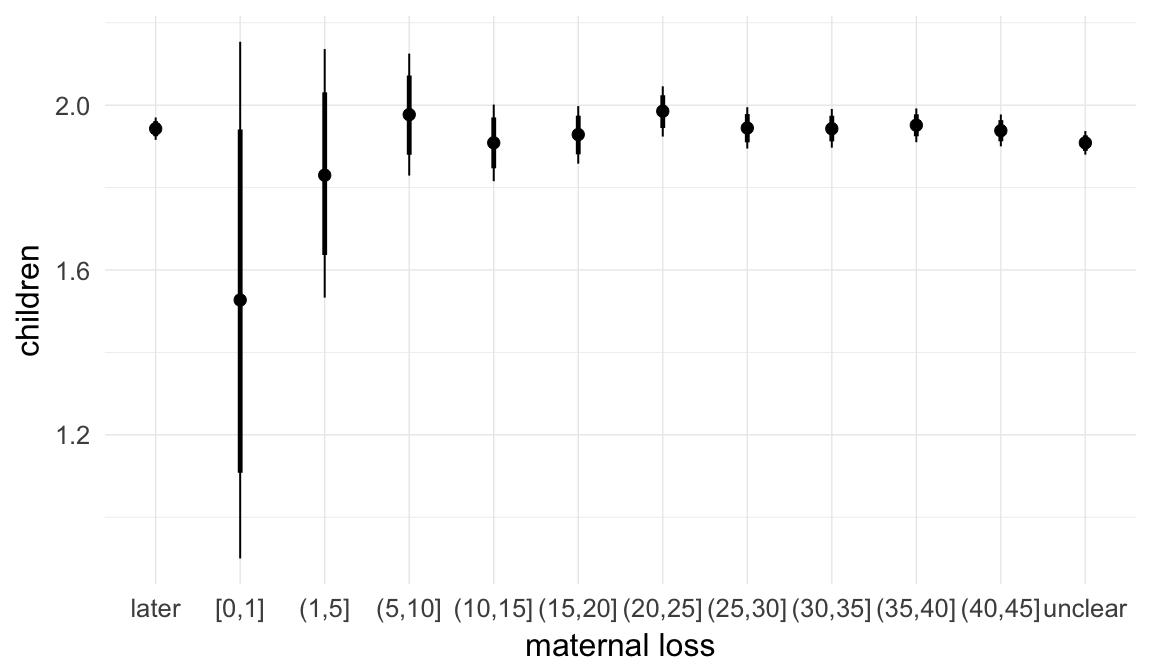 children
2.0
1.6
1.2
later [0,1] (1,5] (5,10] (10,15] (15,20] (20,25] (25,30] (30,35] (35,40] (40,45] unclear
maternal loss